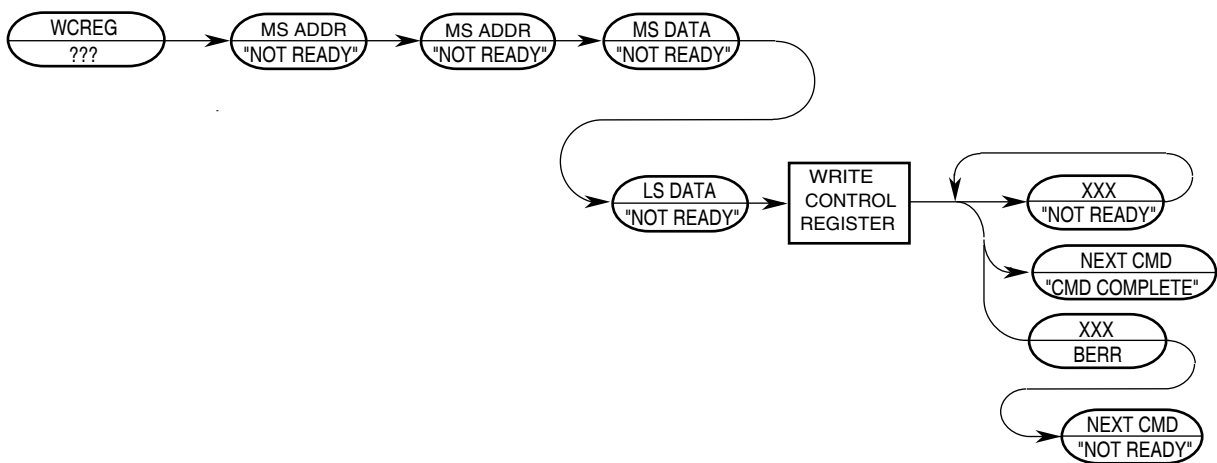 WCREG
???
MS ADDR
"NOT READY"
MS ADDR
"NOT READY"
MS DATA
"NOT READY"
LS DATA
"NOT READY"
WRITE
CONTROL
REGISTER
XXX
"NOT READY"
NEXT CMD
"CMD COMPLETE"
XXX
BERR
NEXT CMD
"NOT READY"